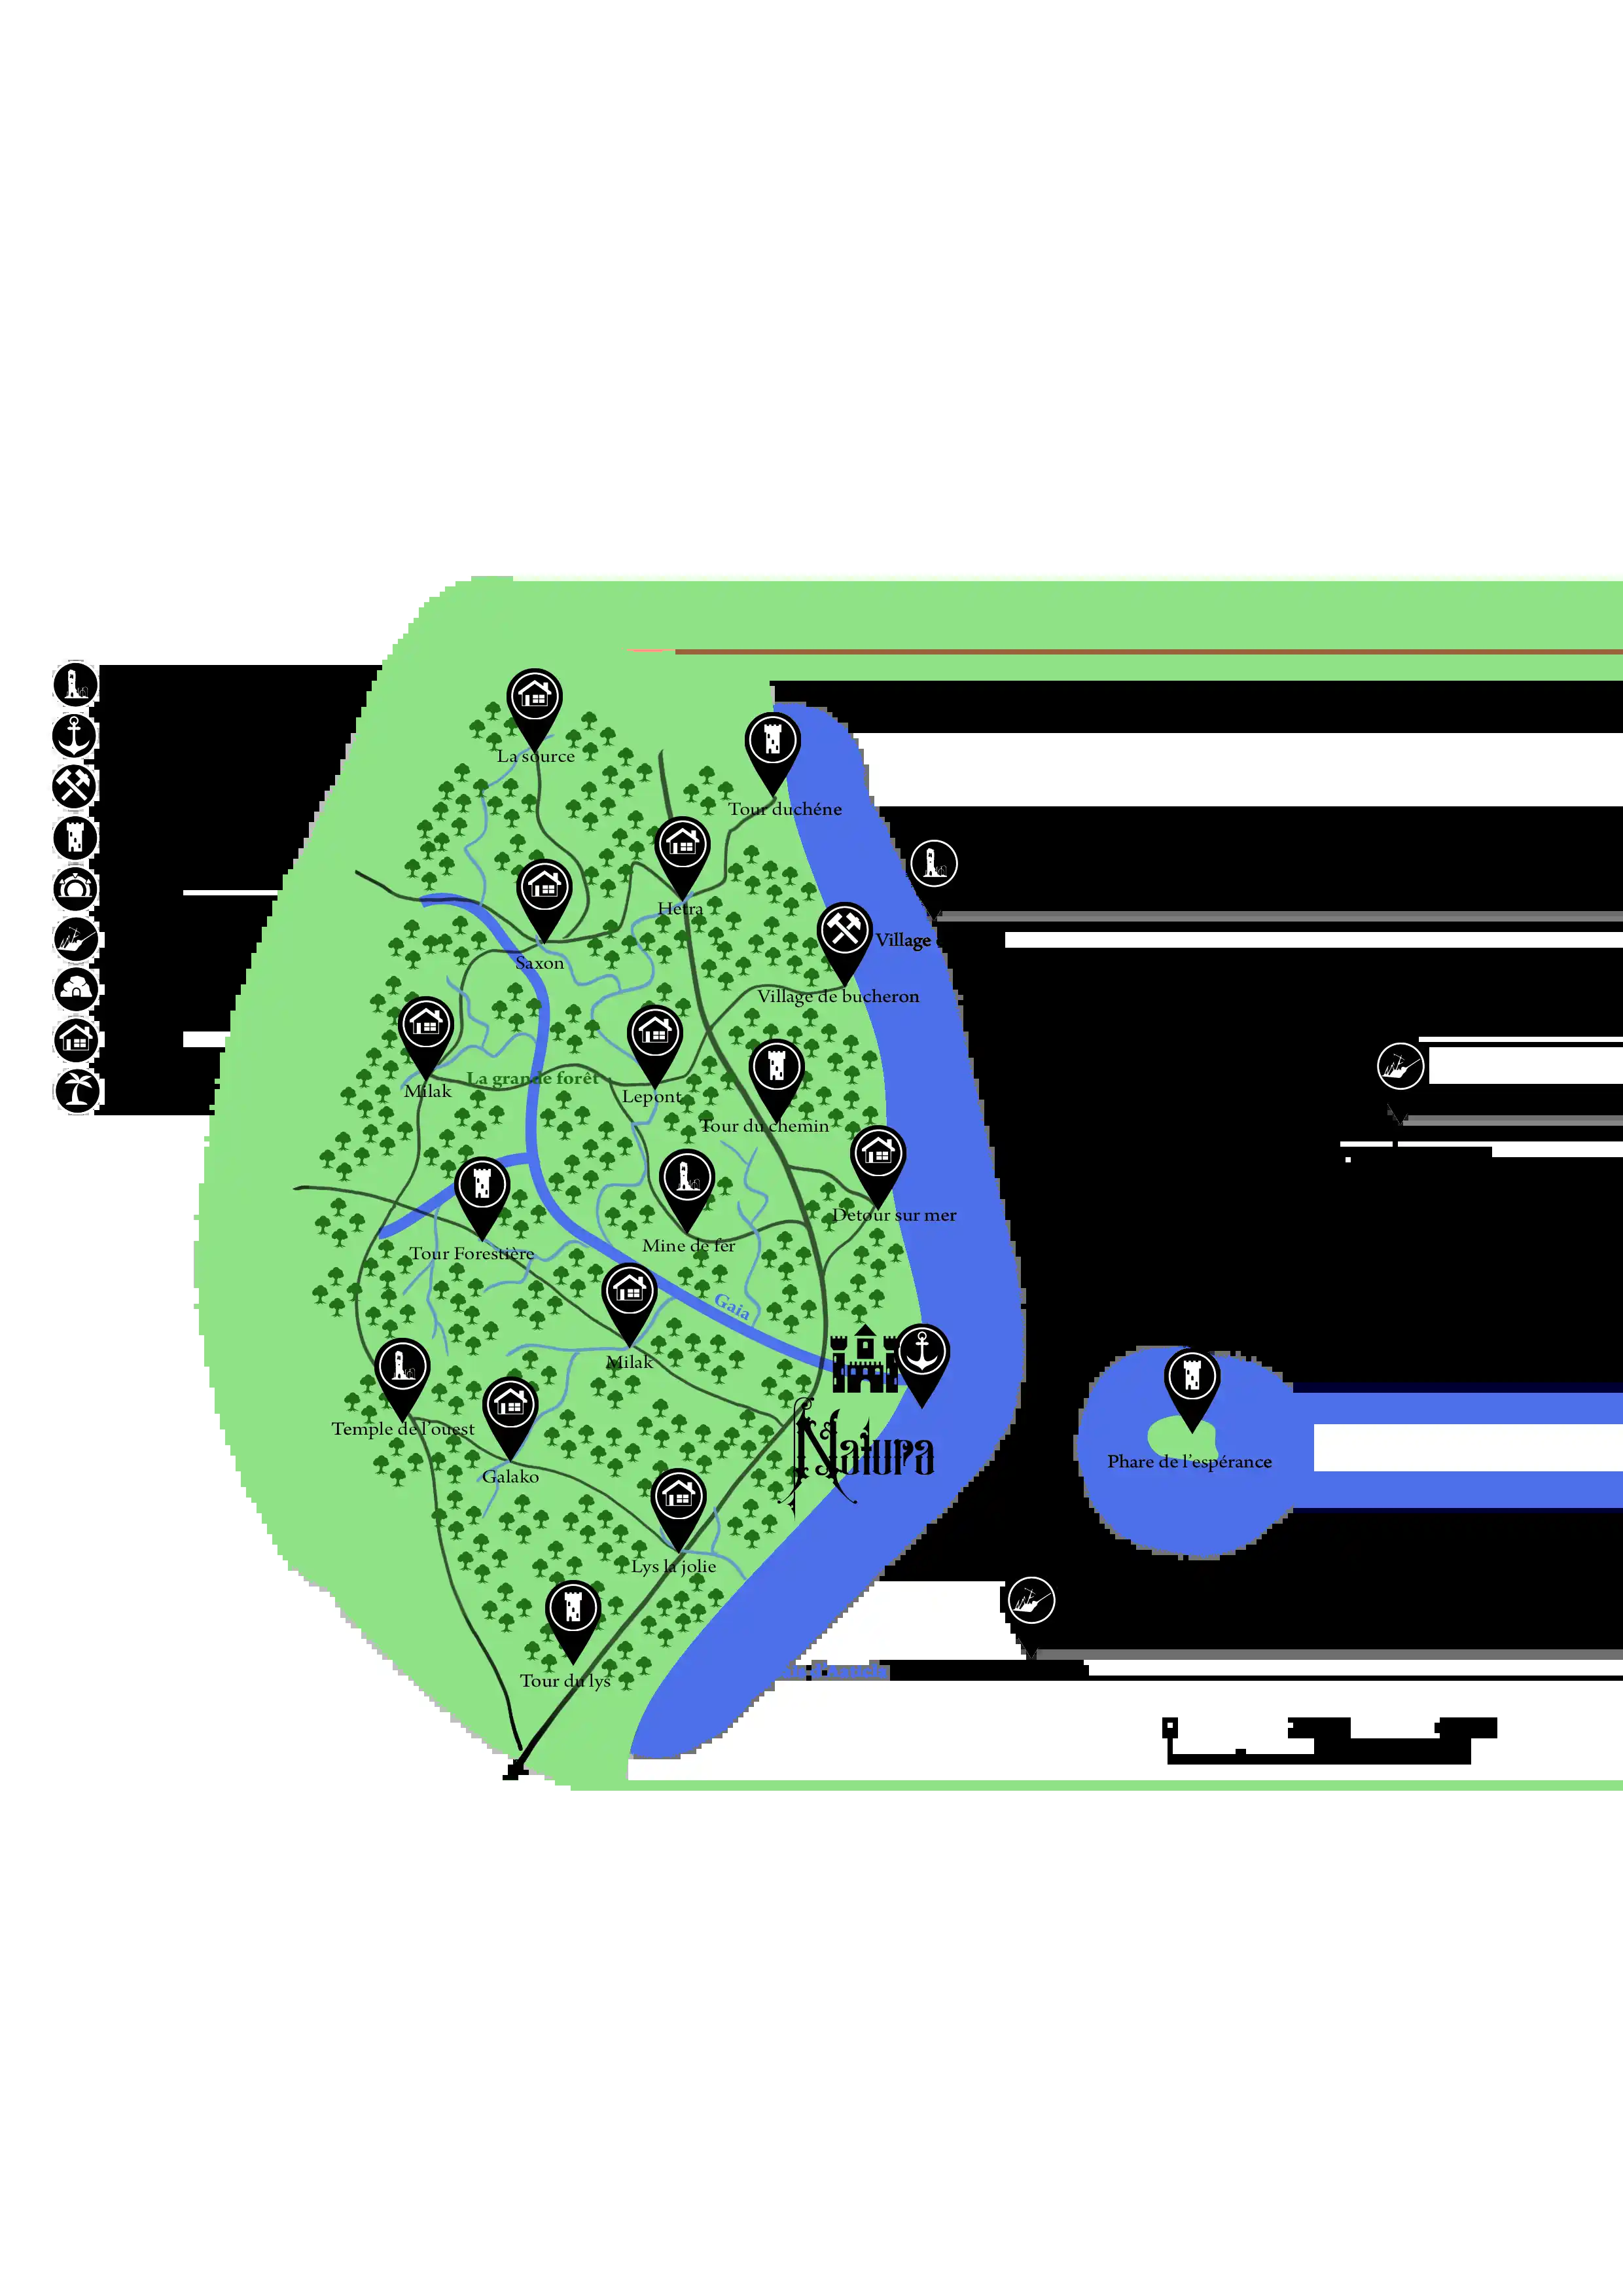 La source
Tour duchéne
Hetra
Village
Saxon
Village de bucheron
La grande forêt
Milak
Lepont
Tour du chemin
Detour sur mer
Mine de fer
Tour Forestière
Gaia
Milak
Temple de l'ouest
Natura
Phare de l'espérance
Galako
Lys la jolie
Tour du lys